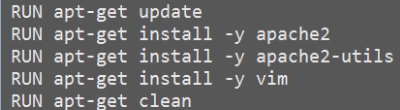 RUN apt-get update
RUN apt-get install -y apache2
RUN apt-get install -y apache2-utils
RUN apt-get install -y vim
RUN apt-get clean